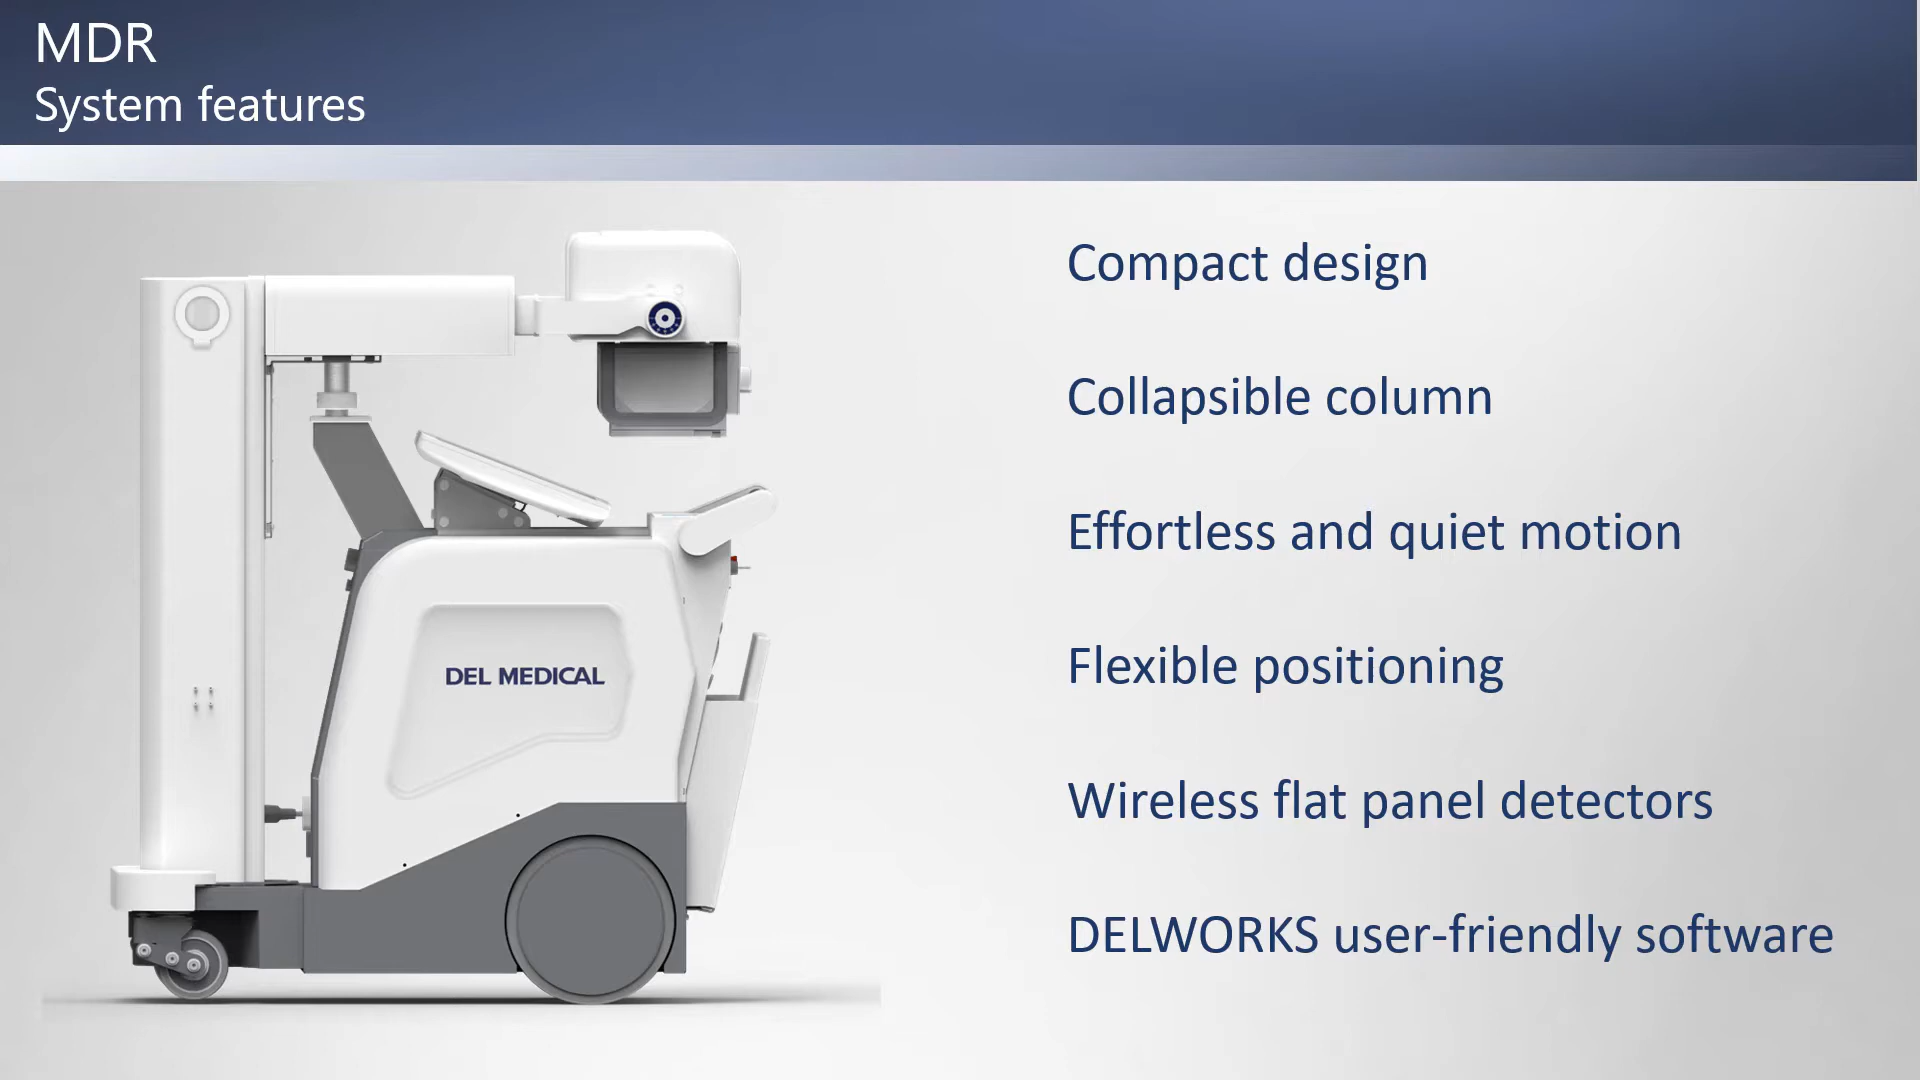 MDR
System features
Compact design
Collapsible column
Effortless and quiet motion
DEL MEDICAL
Flexible positioning
Wireless flat panel detectors
DELWORKS user-friendly software